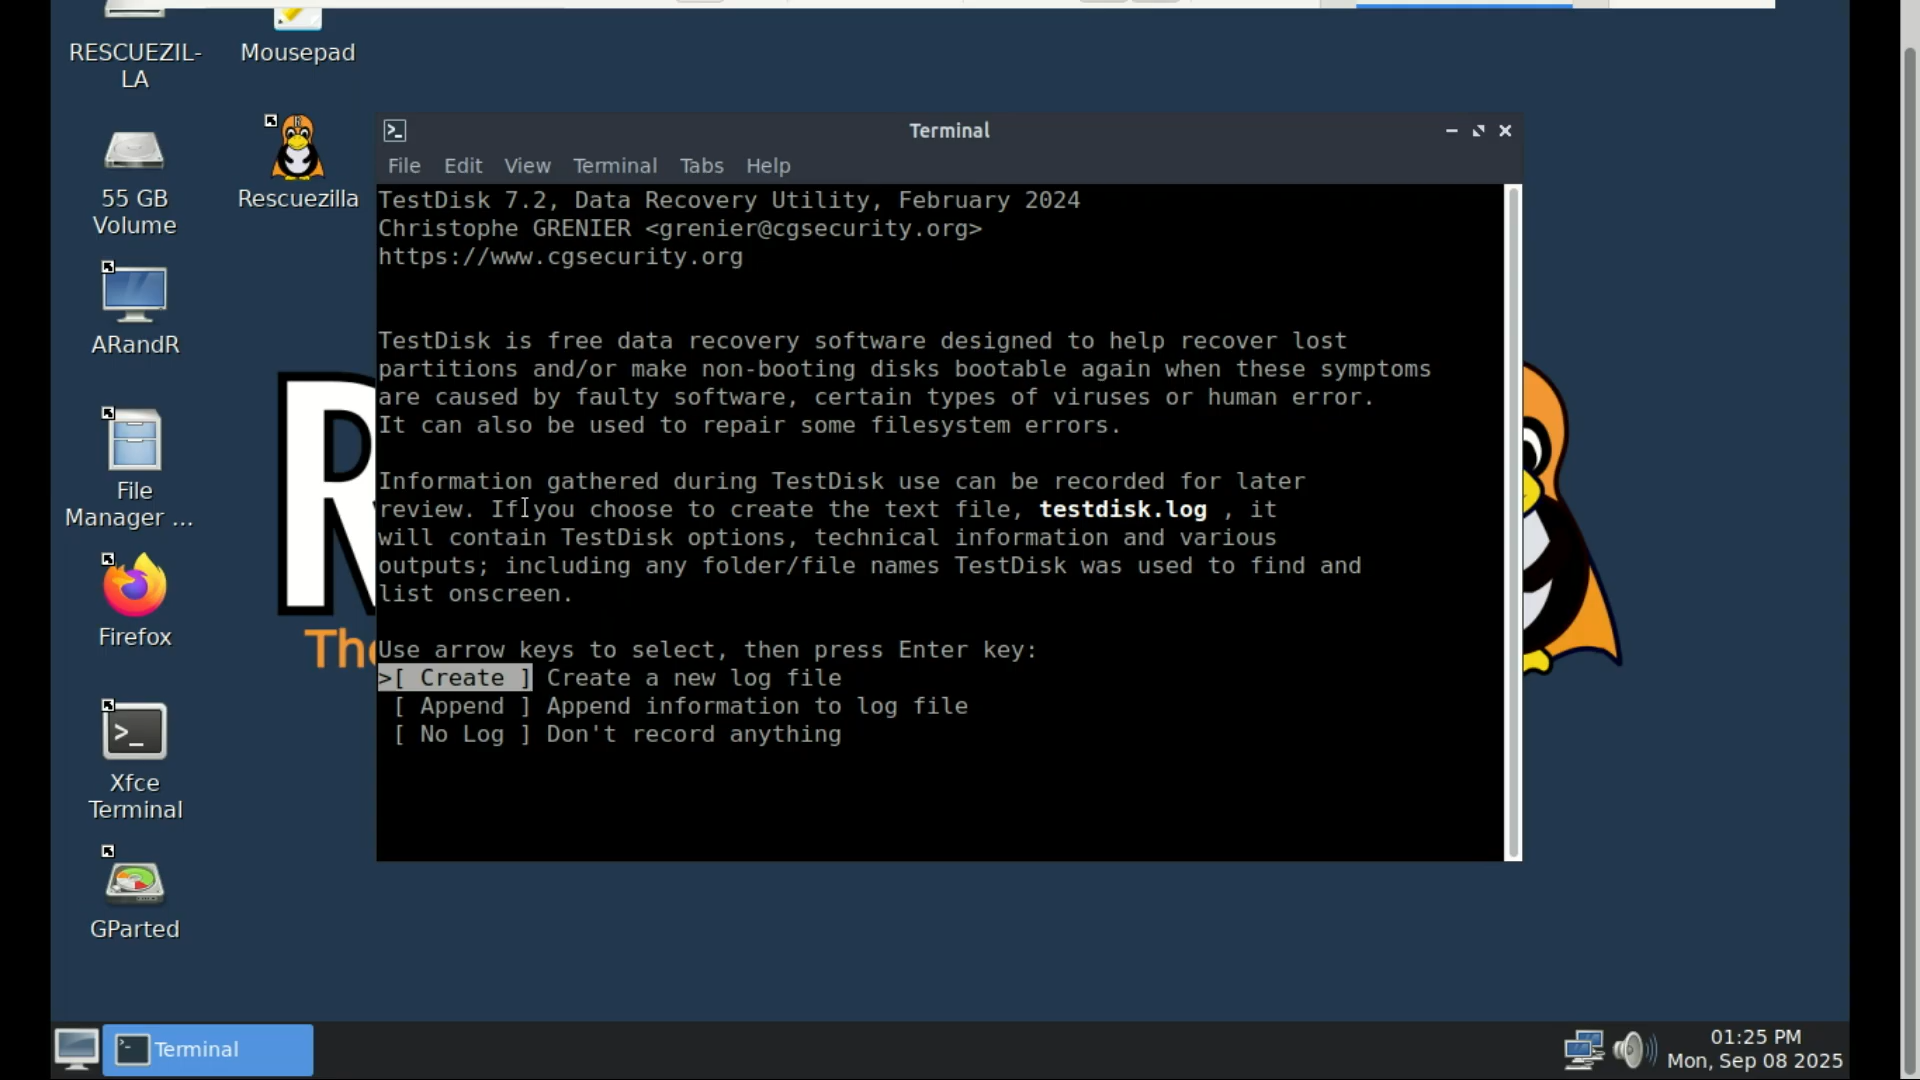 RESCUEZIL-
LA
Mousepad
55 GB
Volume
Rescuezilla
ARandR
File
Manager ...
Firefox
Xfce
Terminal
GParted
R
The
Terminal
File Edit View Terminal Tabs Help
TestDisk 7.2, Data Recovery Utility, February 2024
Christophe GRENIER <grenier@cgsecurity.org>
https://www.cgsecurity.org
TestDisk is free data recovery software designed to help recover lost
partitions and/or make non-booting disks bootable again when these symptoms
are caused by faulty software, certain types of viruses or human error.
It can also be used to repair some filesystem errors.
Information gathered during TestDisk use can be recorded for later
review. If you choose to create the text file, testdisk.log , it
will contain TestDisk options, technical information and various
outputs; including any folder/file names TestDisk was used to find and
list onscreen.
Use arrow keys to select, then press Enter key:
>[ Create ] Create a new log file
[ Append ] Append information to log file
[ No Log ] Don't record anything
Terminal
01:25 PM
Mon, Sep 08 2025